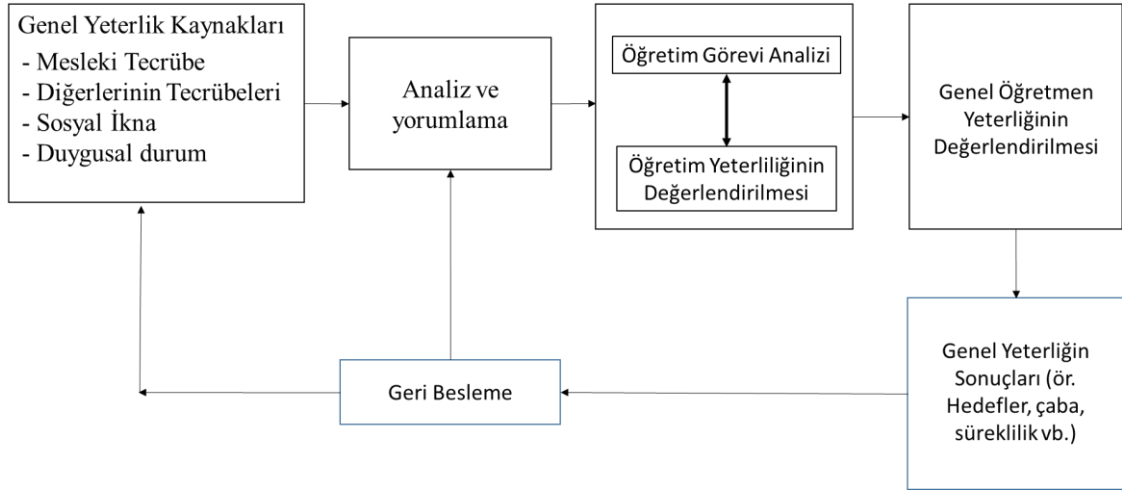 Genel Yeterlik Kaynakları
- Mesleki Tecrübe
- Diğerlerinin Tecrübeleri
- Sosyal İkna
- Duygusal durum
Analiz ve
yorumlama
Öğretim Görevi Analizi
Öğretim Yeterliliğinin
Değerlendirilmesi
Genel Öğretmen
Yeterliğinin
Değerlendirilmesi
Genel Yeterliğin
Sonuçları (ör.
Hedefler, çaba,
süreklilik vb.)
Geri Besleme